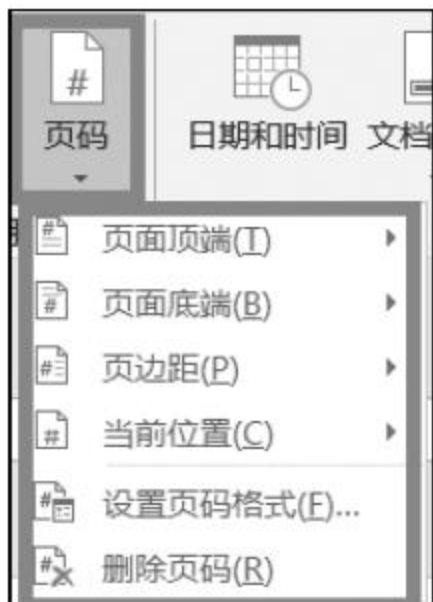 页码
日期和时间
文档
页面顶端(T)
页面底端(B)
页边距(P)
当前位置(C)
设置页码格式(F)...
删除页码(R)